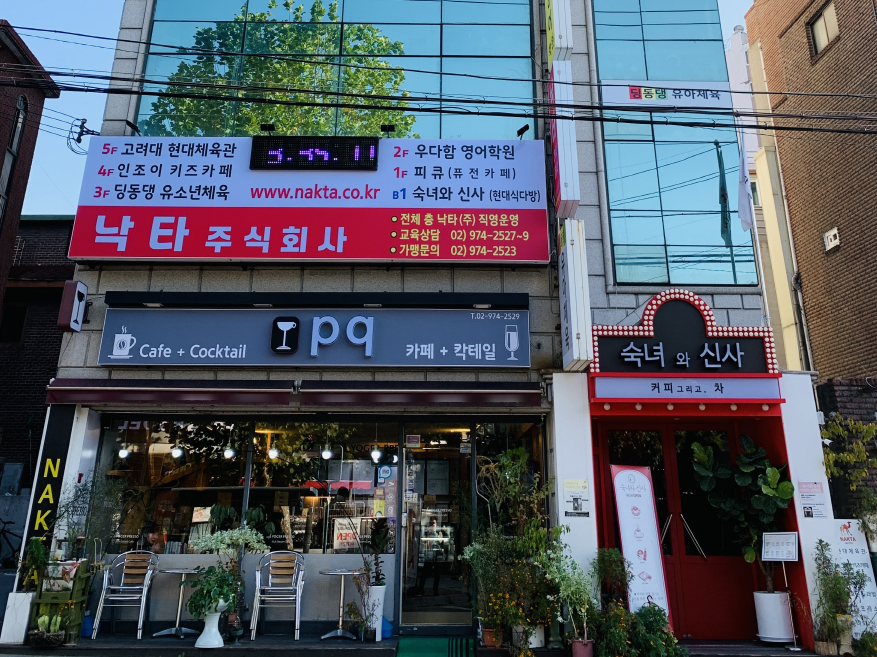 딩동댕 유아체육
5F 고려대 현대체육관
4F 인조이 키즈카페
3F 딩동댕 유소년체육
www.nakta.co.kr
2F 우다함 영어학원
1F 피큐(퓨전카페)
B1 숙녀와 신사(현대식다방)
낙타 주식회사
전체 층 낙타(주) 직영운영
교육상담 02) 974-2527~9
가맹문의 02) 974-2523
T.02-974-2529
Cafe + Cocktail
pq
카페 + 칵테일
숙녀 와 신사
커피 그리고, 차
NAKTA
OPEN
NAKTA